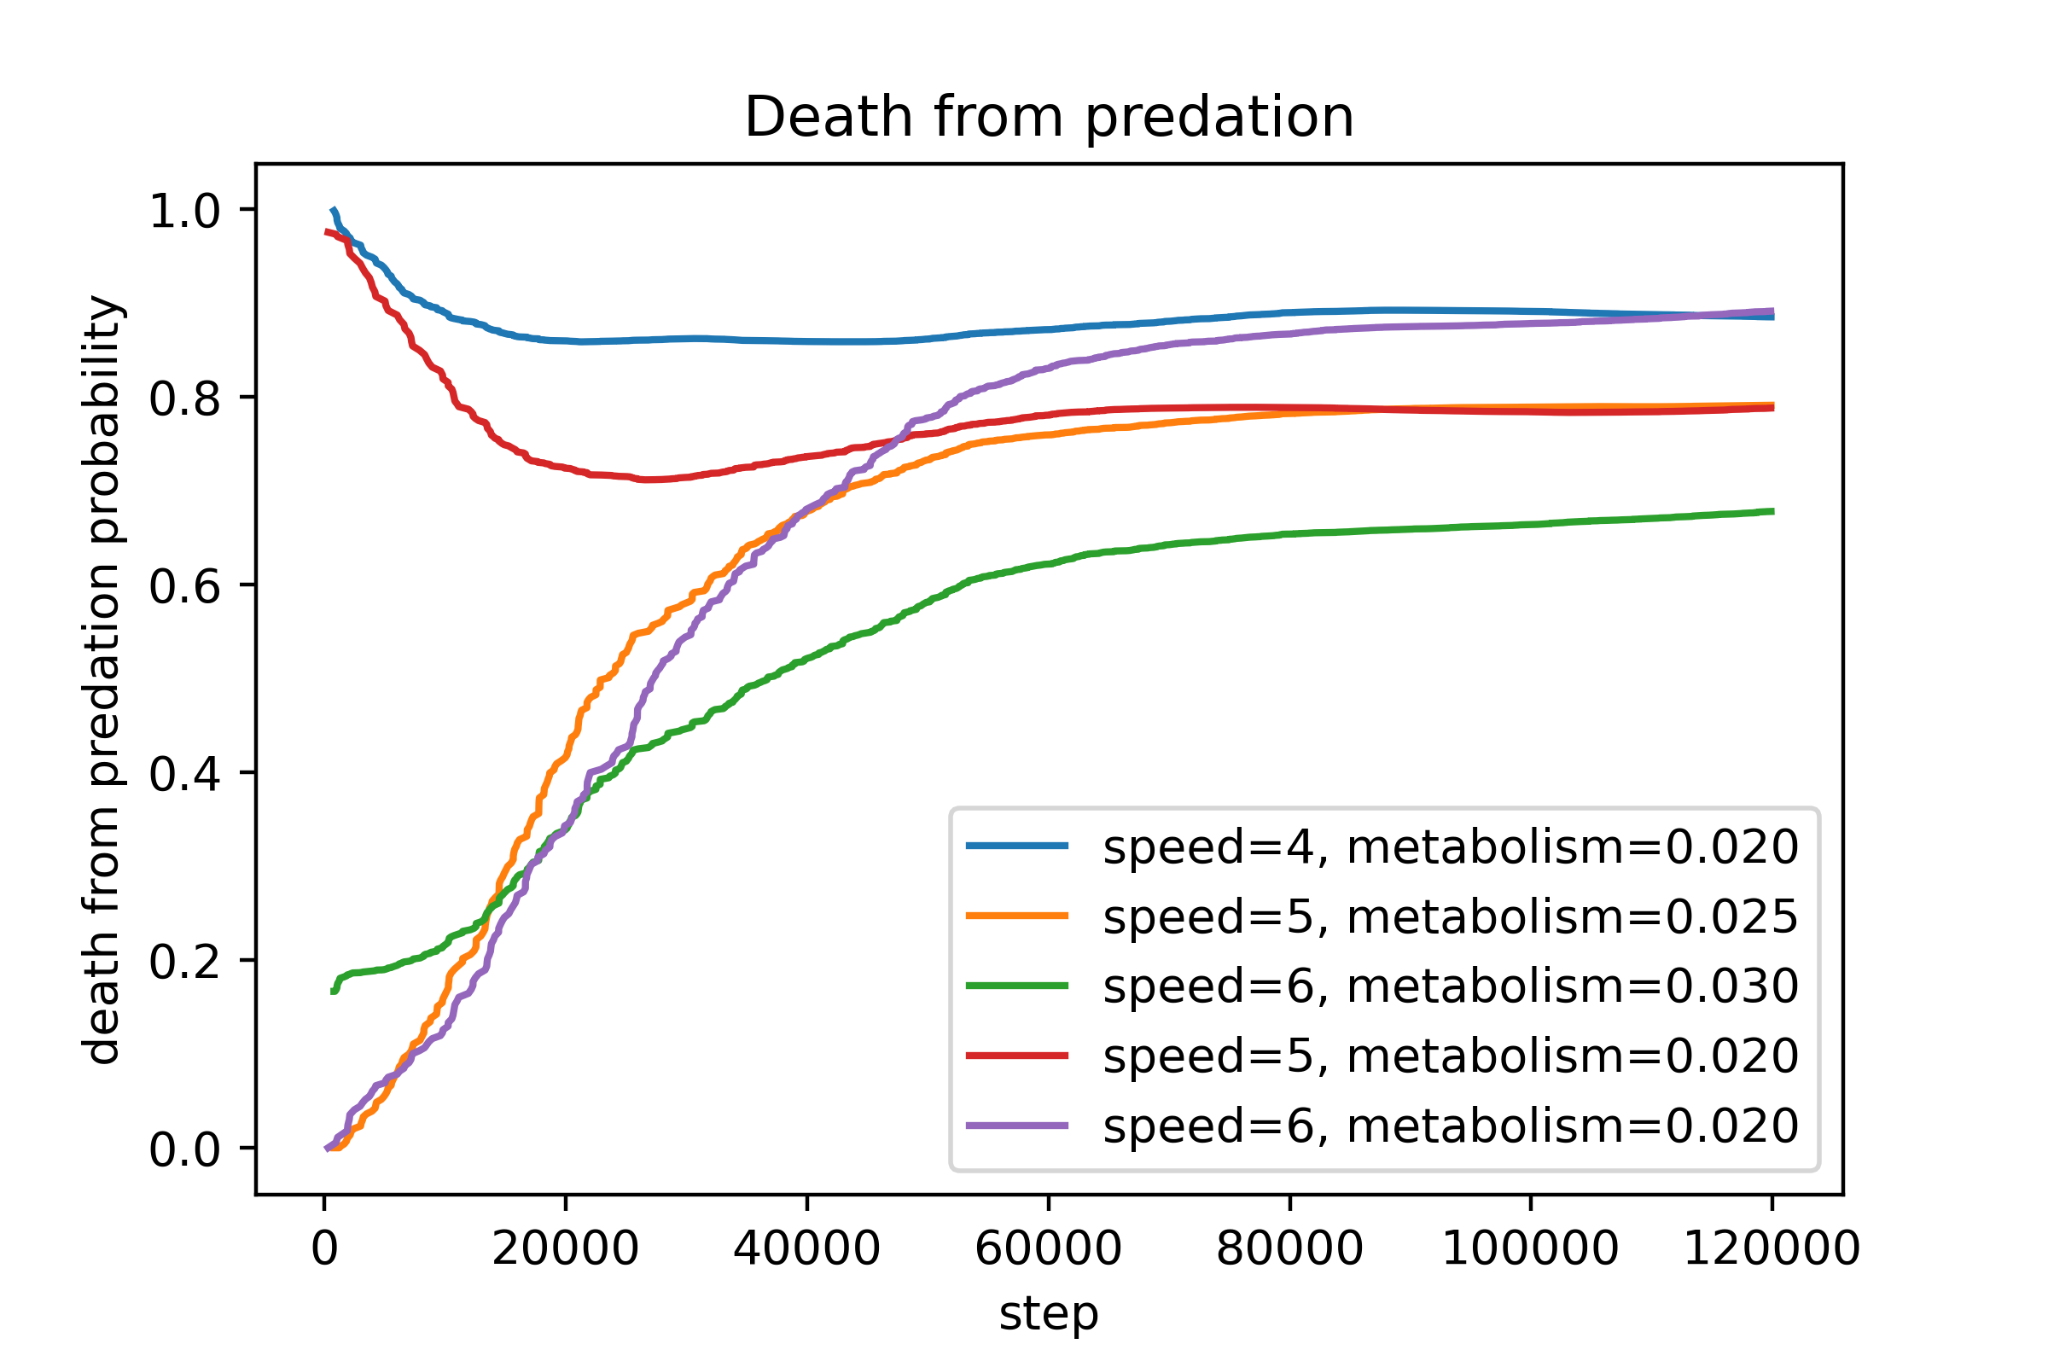 Death from predation
death from predation probability
1.0
0.8
0.6
0.4
0.2
0.0
speed=4, metabolism=0.020
speed=5, metabolism=0.025
speed=6, metabolism=0.030
speed=5, metabolism=0.020
speed=6, metabolism=0.020
0 20000 40000 60000 80000 100000 120000
step